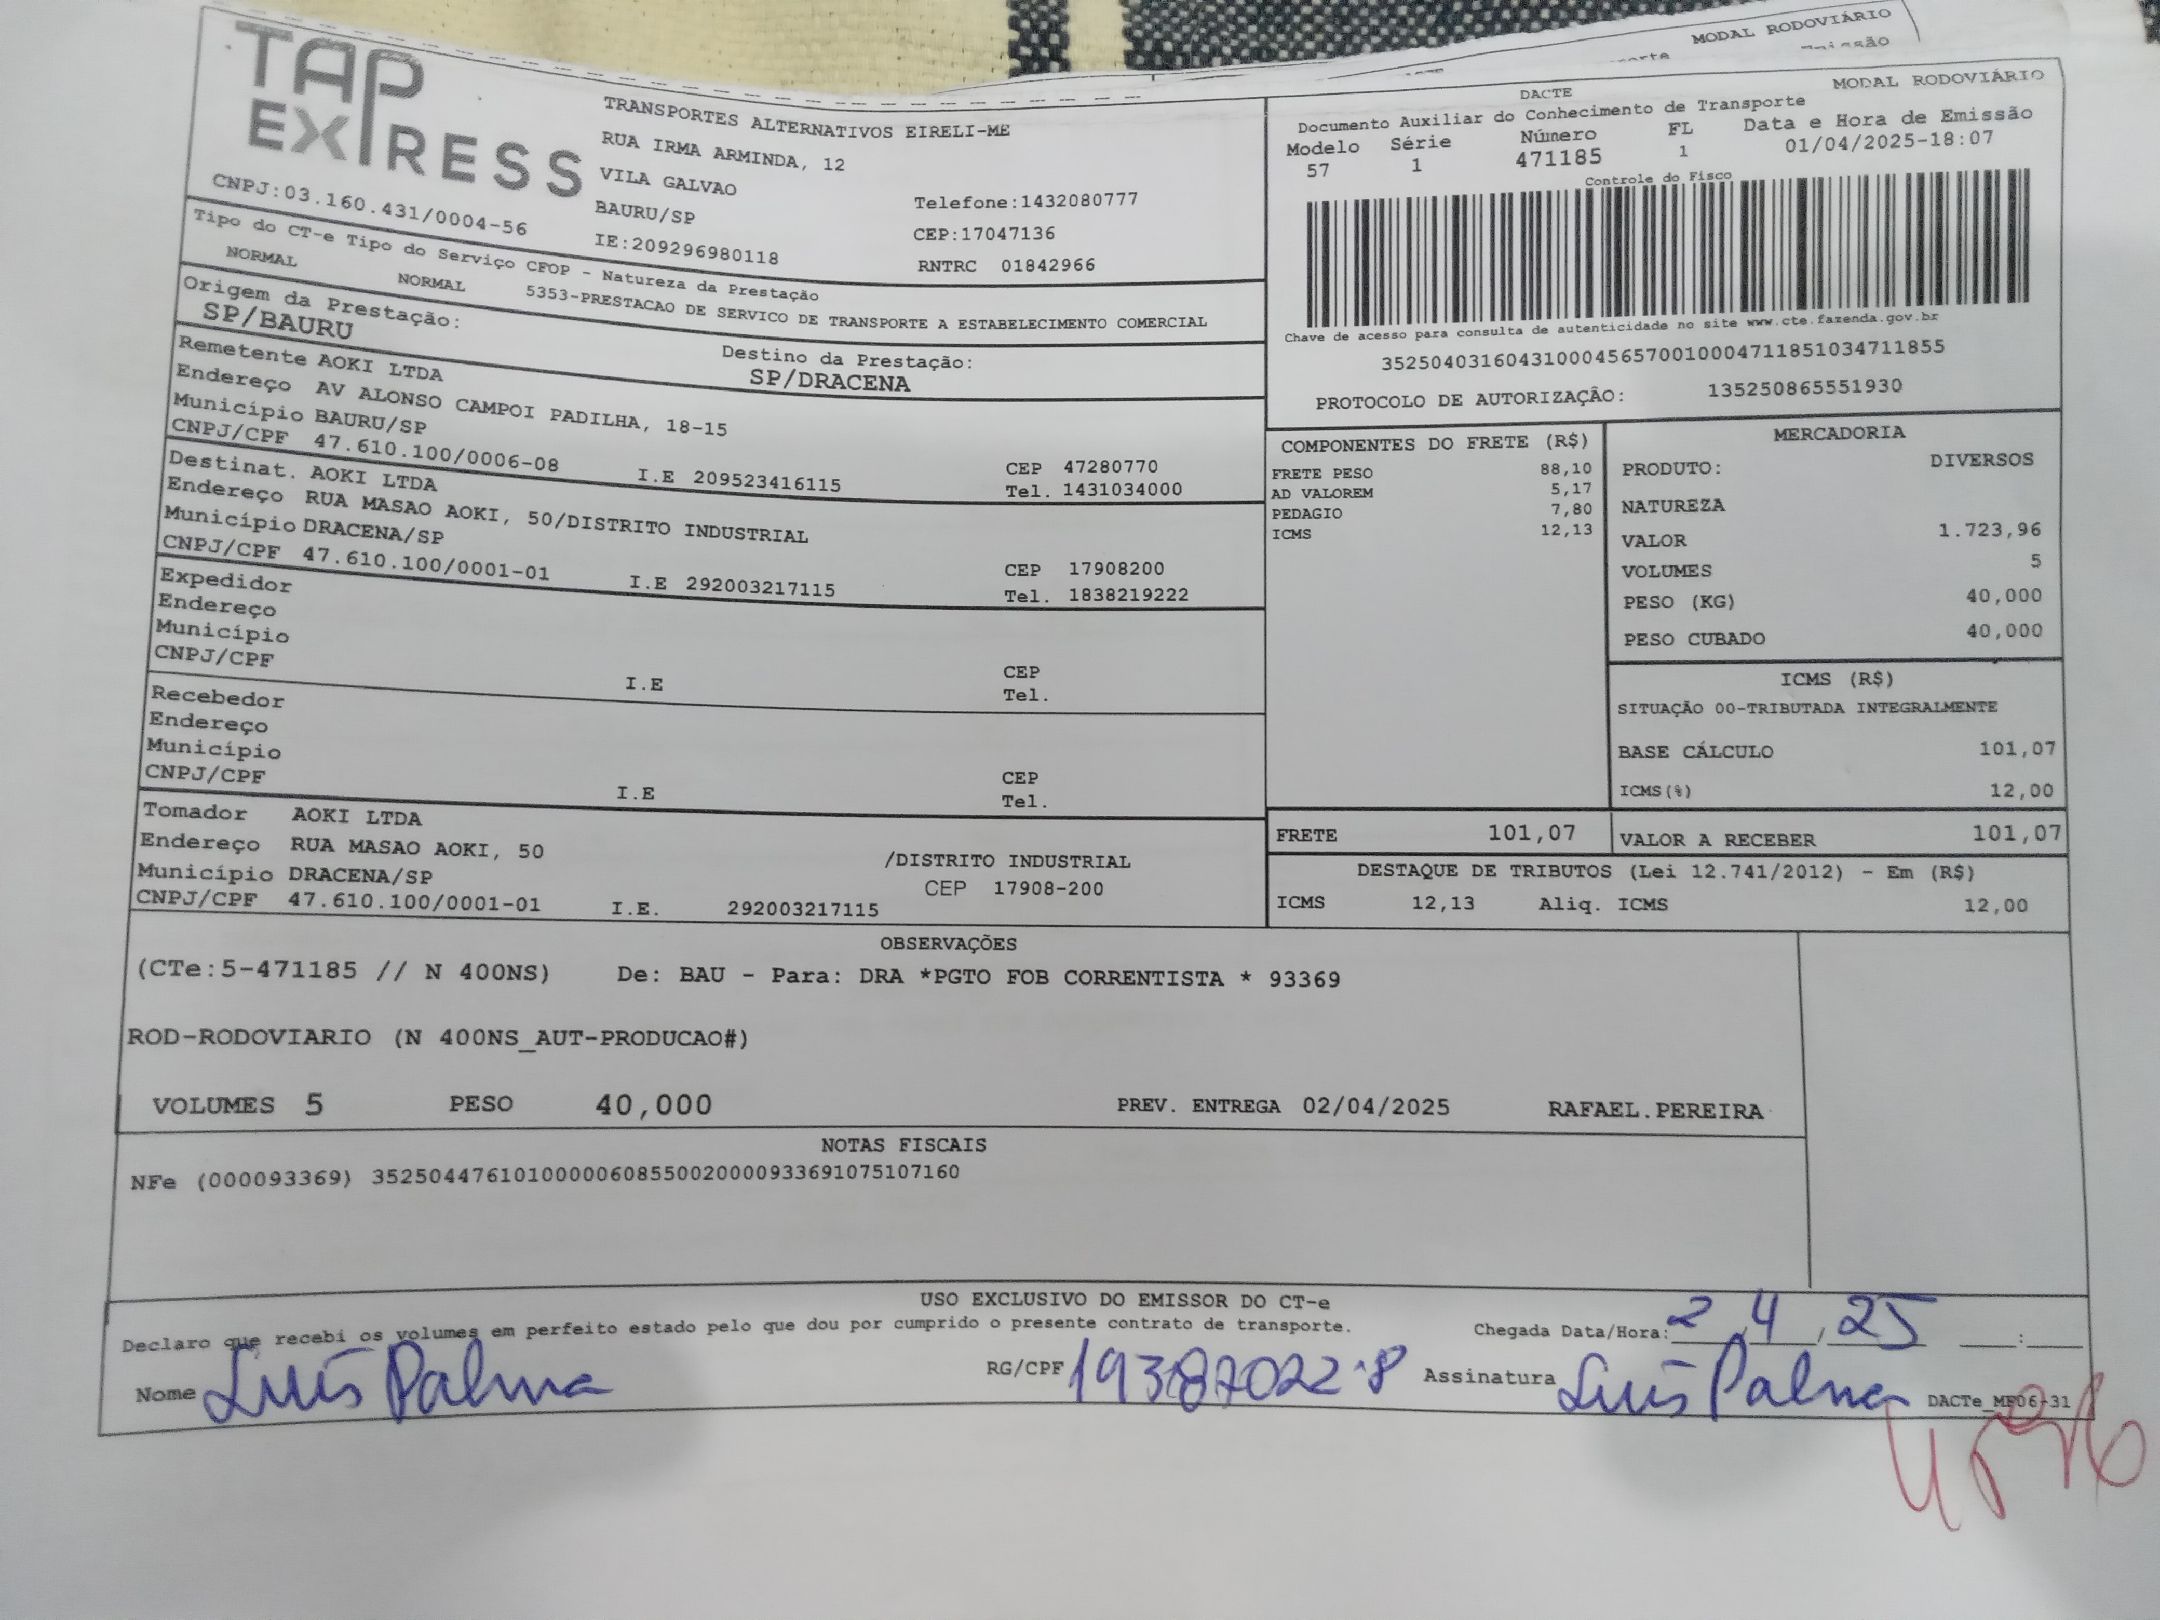 MODAL RODOVIÁRIO
TAP
EXPRESS
CNPJ:03.160.431/0004-56
TRANSPORTES ALTERNATIVOS EIRELI-ME
RUA IRMA ARMINDA, 12
VILA GALVAO
BAURU/SP
IE:209296980118
Telefone:1432080777
CEP:17047136
RNTRC 01842966
DACTE
MODAL RODOVIÁRIO
Documento Auxiliar do Conhecimento de Transporte
Modelo Série Número FL Data e Hora de Emissão
57 1 471185 1 01/04/2025-18:07
Controle do Fisco
Chave de acesso para consulta de autenticidade no site www.cte.fazenda.gov.br
35250403160431000456570010004711851034711855
PROTOCOLO DE AUTORIZAÇÃO: 135250865551930
Tipo do CT-e Tipo do Serviço CFOP - Natureza da Prestação
NORMAL NORMAL 5353-PRESTACAO DE SERVICO DE TRANSPORTE A ESTABELECIMENTO COMERCIAL
Origem da Prestação:
SP/BAURU
Destino da Prestação:
SP/DRACENA
Remetente AOKI LTDA
Endereço AV ALONSO CAMPOI PADILHA, 18-15
Município BAURU/SP CEP 47280770
CNPJ/CPF 47.610.100/0006-08 I.E 209523416115 Tel. 1431034000
Destinat. AOKI LTDA
Endereço RUA MASAO AOKI, 50/DISTRITO INDUSTRIAL
Município DRACENA/SP CEP 17908200
CNPJ/CPF 47.610.100/0001-01 I.E 292003217115 Tel. 1838219222
Expedidor
Endereço
Município CEP
CNPJ/CPF I.E Tel.
Recebedor
Endereço
Município CEP
CNPJ/CPF I.E Tel.
Tomador AOKI LTDA
Endereço RUA MASAO AOKI, 50 /DISTRITO INDUSTRIAL
Município DRACENA/SP CEP 17908-200
CNPJ/CPF 47.610.100/0001-01 I.E. 292003217115
COMPONENTES DO FRETE (R$)
FRETE PESO 88,10
AD VALOREM 5,17
PEDAGIO 7,80
ICMS 12,13
MERCADORIA
PRODUTO: DIVERSOS
NATUREZA
VALOR 1.723,96
VOLUMES 5
PESO (KG) 40,000
PESO CUBADO 40,000
ICMS (R$)
SITUAÇÃO 00-TRIBUTADA INTEGRALMENTE
BASE CÁLCULO 101,07
ICMS(%) 12,00
FRETE 101,07 VALOR A RECEBER 101,07
DESTAQUE DE TRIBUTOS (Lei 12.741/2012) - Em (R$)
ICMS 12,13 Aliq. ICMS 12,00
OBSERVAÇÕES
(CTe:5-471185 // N 400NS) De: BAU - Para: DRA *PGTO FOB CORRENTISTA * 93369
ROD-RODOVIARIO (N 400NS_AUT-PRODUCAO#)
VOLUMES 5 PESO 40,000 PREV. ENTREGA 02/04/2025 RAFAEL.PEREIRA
NOTAS FISCAIS
NFe (000093369) 35250447610100000608550020000933691075107160
USO EXCLUSIVO DO EMISSOR DO CT-e
Declaro que recebi os volumes em perfeito estado pelo que dou por cumprido o presente contrato de transporte. Chegada Data/Hora: 2 4 25 :
Nome Luís Palma RG/CPF Assinatura Luís Palma DACTe_MF06-31